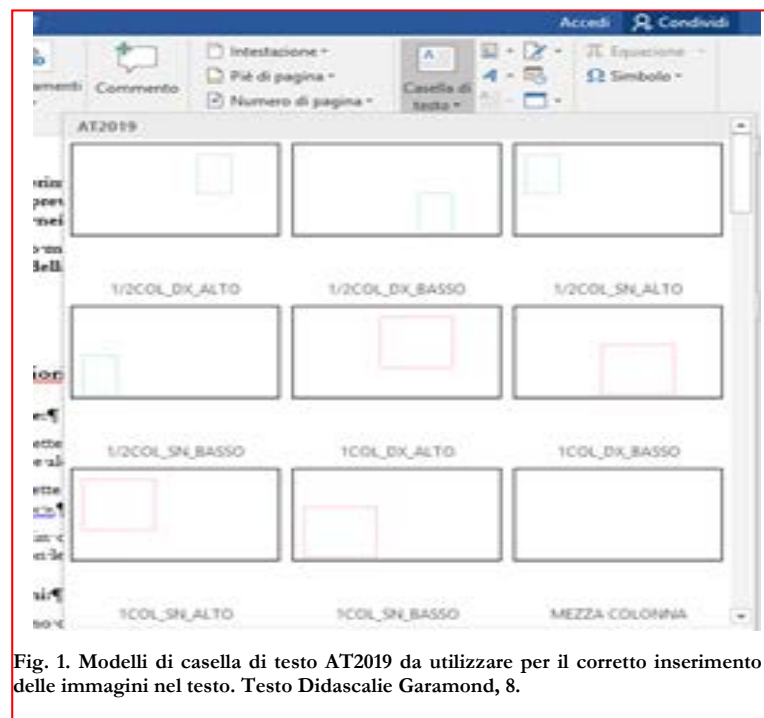 Accedi Condividi
Intestazione
Commento Piè di pagina Casella di testo Equazione
Numero di pagina Simbolo
AT2019
1/2COL_DX_ALTO 1/2COL_DX_BASSO 1/2COL_SN_ALTO
1/2COL_SN_BASSO 1COL_DX_ALTO 1COL_DX_BASSO
1COL_SN_ALTO 1COL_SN_BASSO MEZZA COLONNA
Fig. 1. Modelli di casella di testo AT2019 da utilizzare per il corretto inserimento
delle immagini nel testo. Testo Didascalie Garamond, 8.